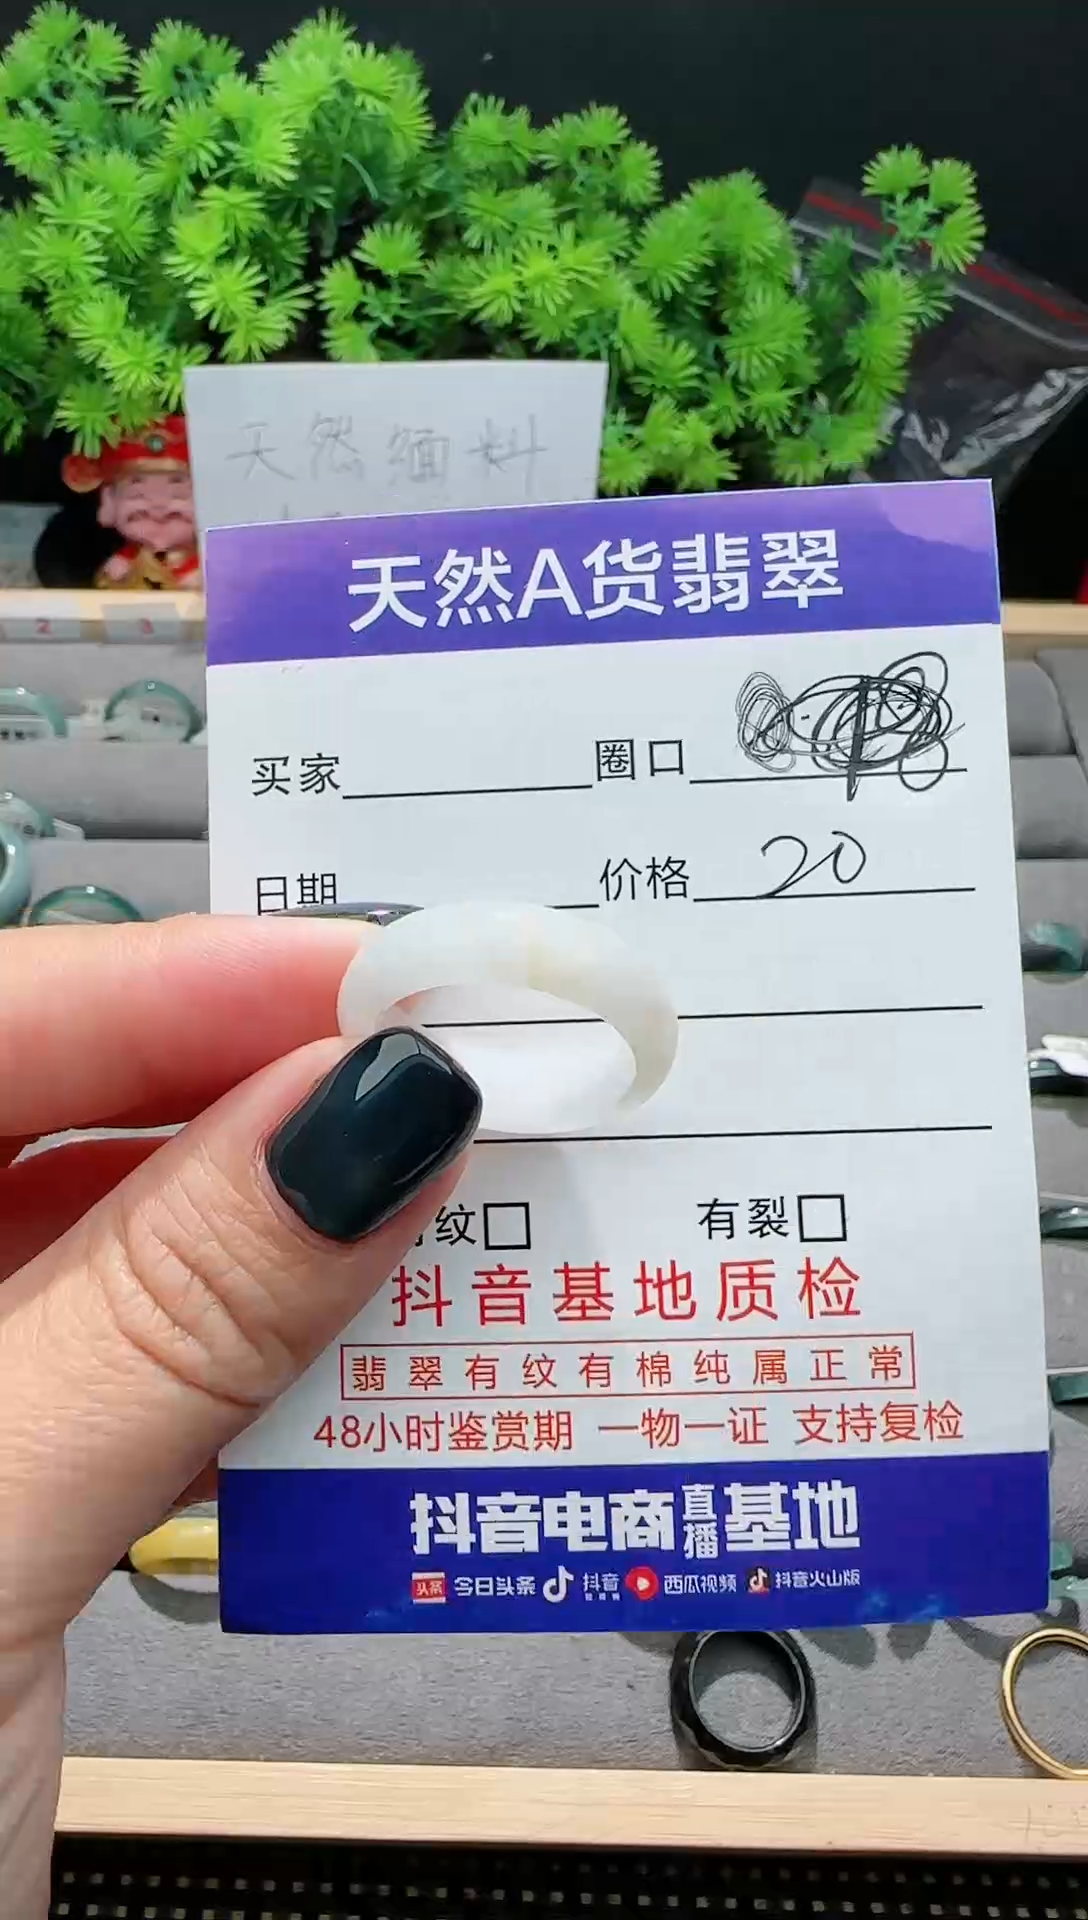 2 3
天然缅料
天然A货翡翠
买家 圈口
日期 价格 20
纹 有裂
抖音基地质检
翡翠有纹有棉纯属正常
48小时鉴赏期 一物一证 支持复检
抖音电商直播基地
头条 今日头条 抖音 西瓜视频 抖音火山版